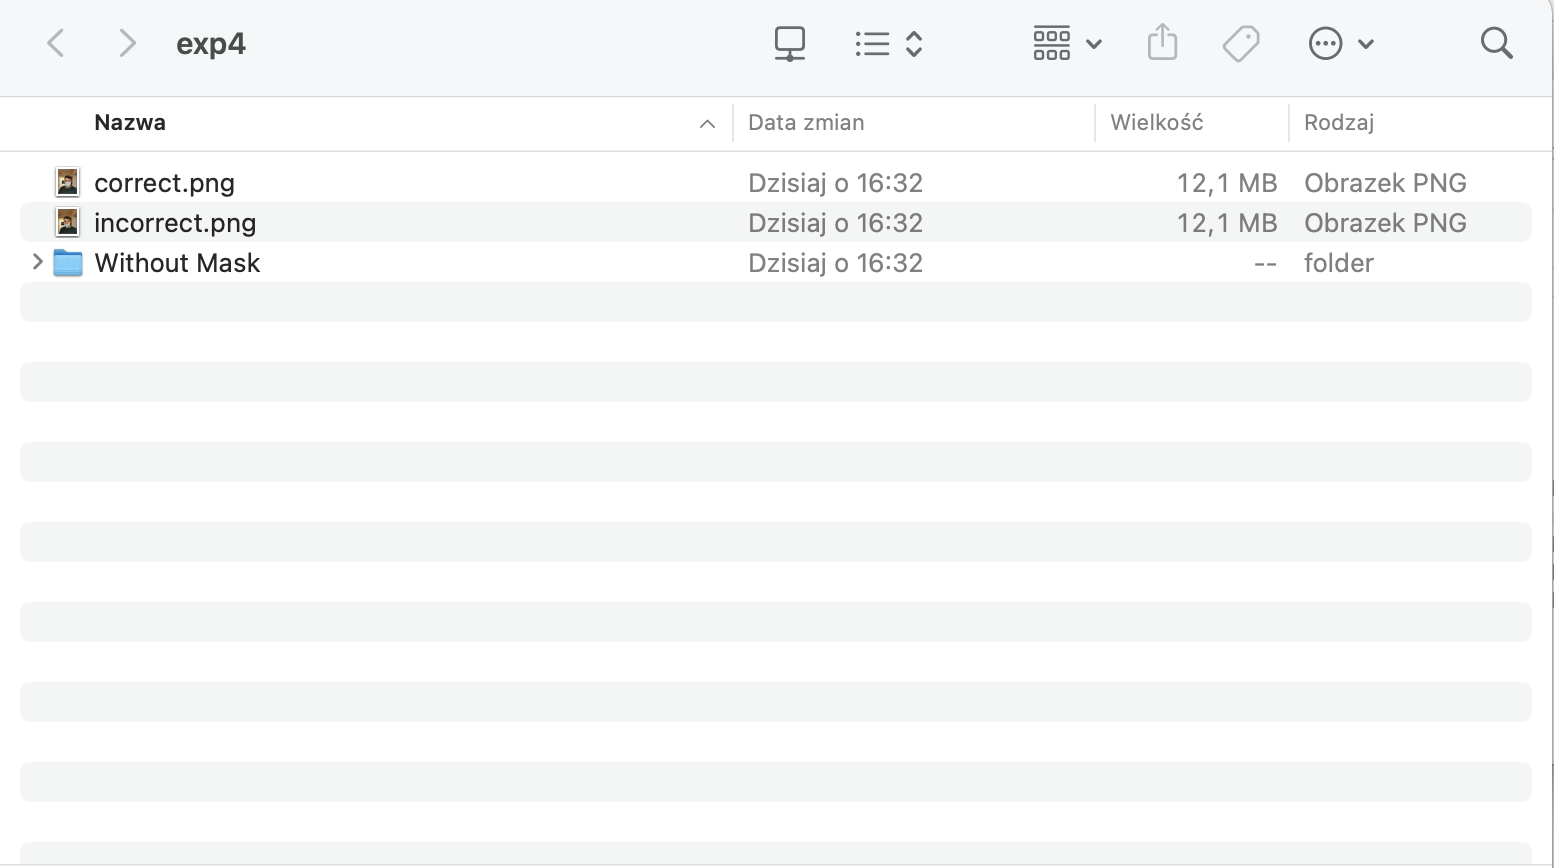 exp4
Nazwa Data zmian Wielkość Rodzaj
correct.png Dzisiaj o 16:32 12,1 MB Obrazek PNG
incorrect.png Dzisiaj o 16:32 12,1 MB Obrazek PNG
Without Mask Dzisiaj o 16:32 -- folder